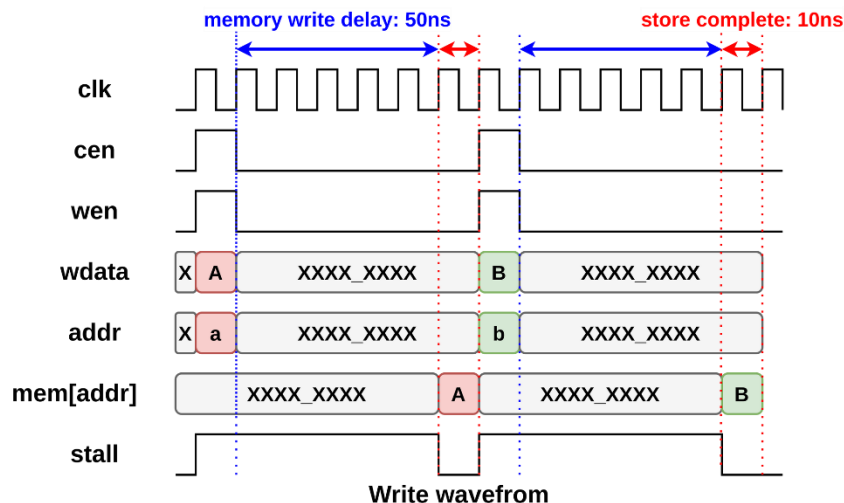 memory write delay: 50ns store complete: 10ns
clk
cen
wen
wdata X A XXXX_XXXX B XXXX_XXXX
addr X a XXXX_XXXX b XXXX_XXXX
mem[addr] XXXX_XXXX A XXXX_XXXX B
stall
Write wavefrom